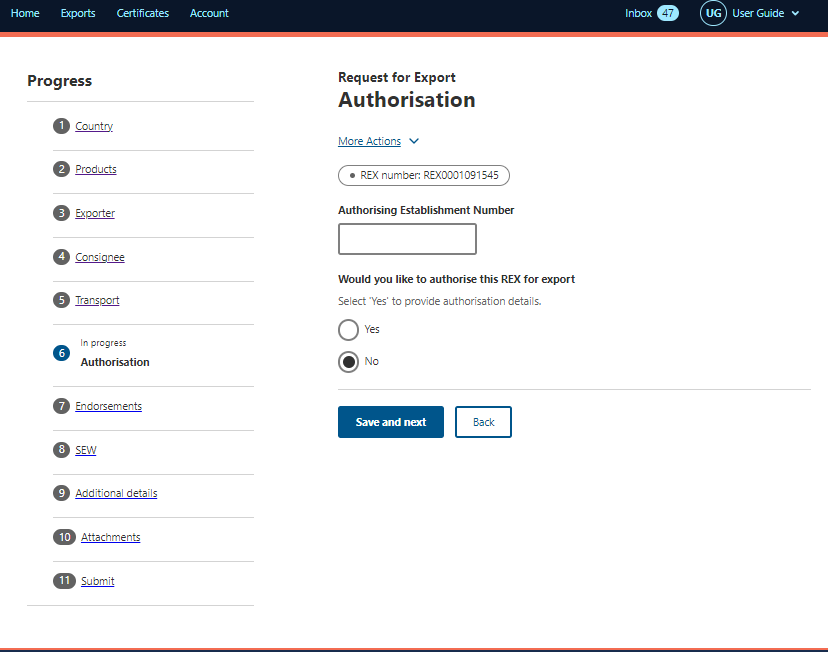 Home Exports Certificates Account Inbox 47 UG User Guide
Progress
1 Country
2 Products
3 Exporter
4 Consignee
5 Transport
In progress
6 Authorisation
7 Endorsements
8 SEW
9 Additional details
10 Attachments
11 Submit
Request for Export
Authorisation
More Actions
REX number: REX0001091545
Authorising Establishment Number
Would you like to authorise this REX for export
Select 'Yes' to provide authorisation details.
Yes
No
Save and next Back